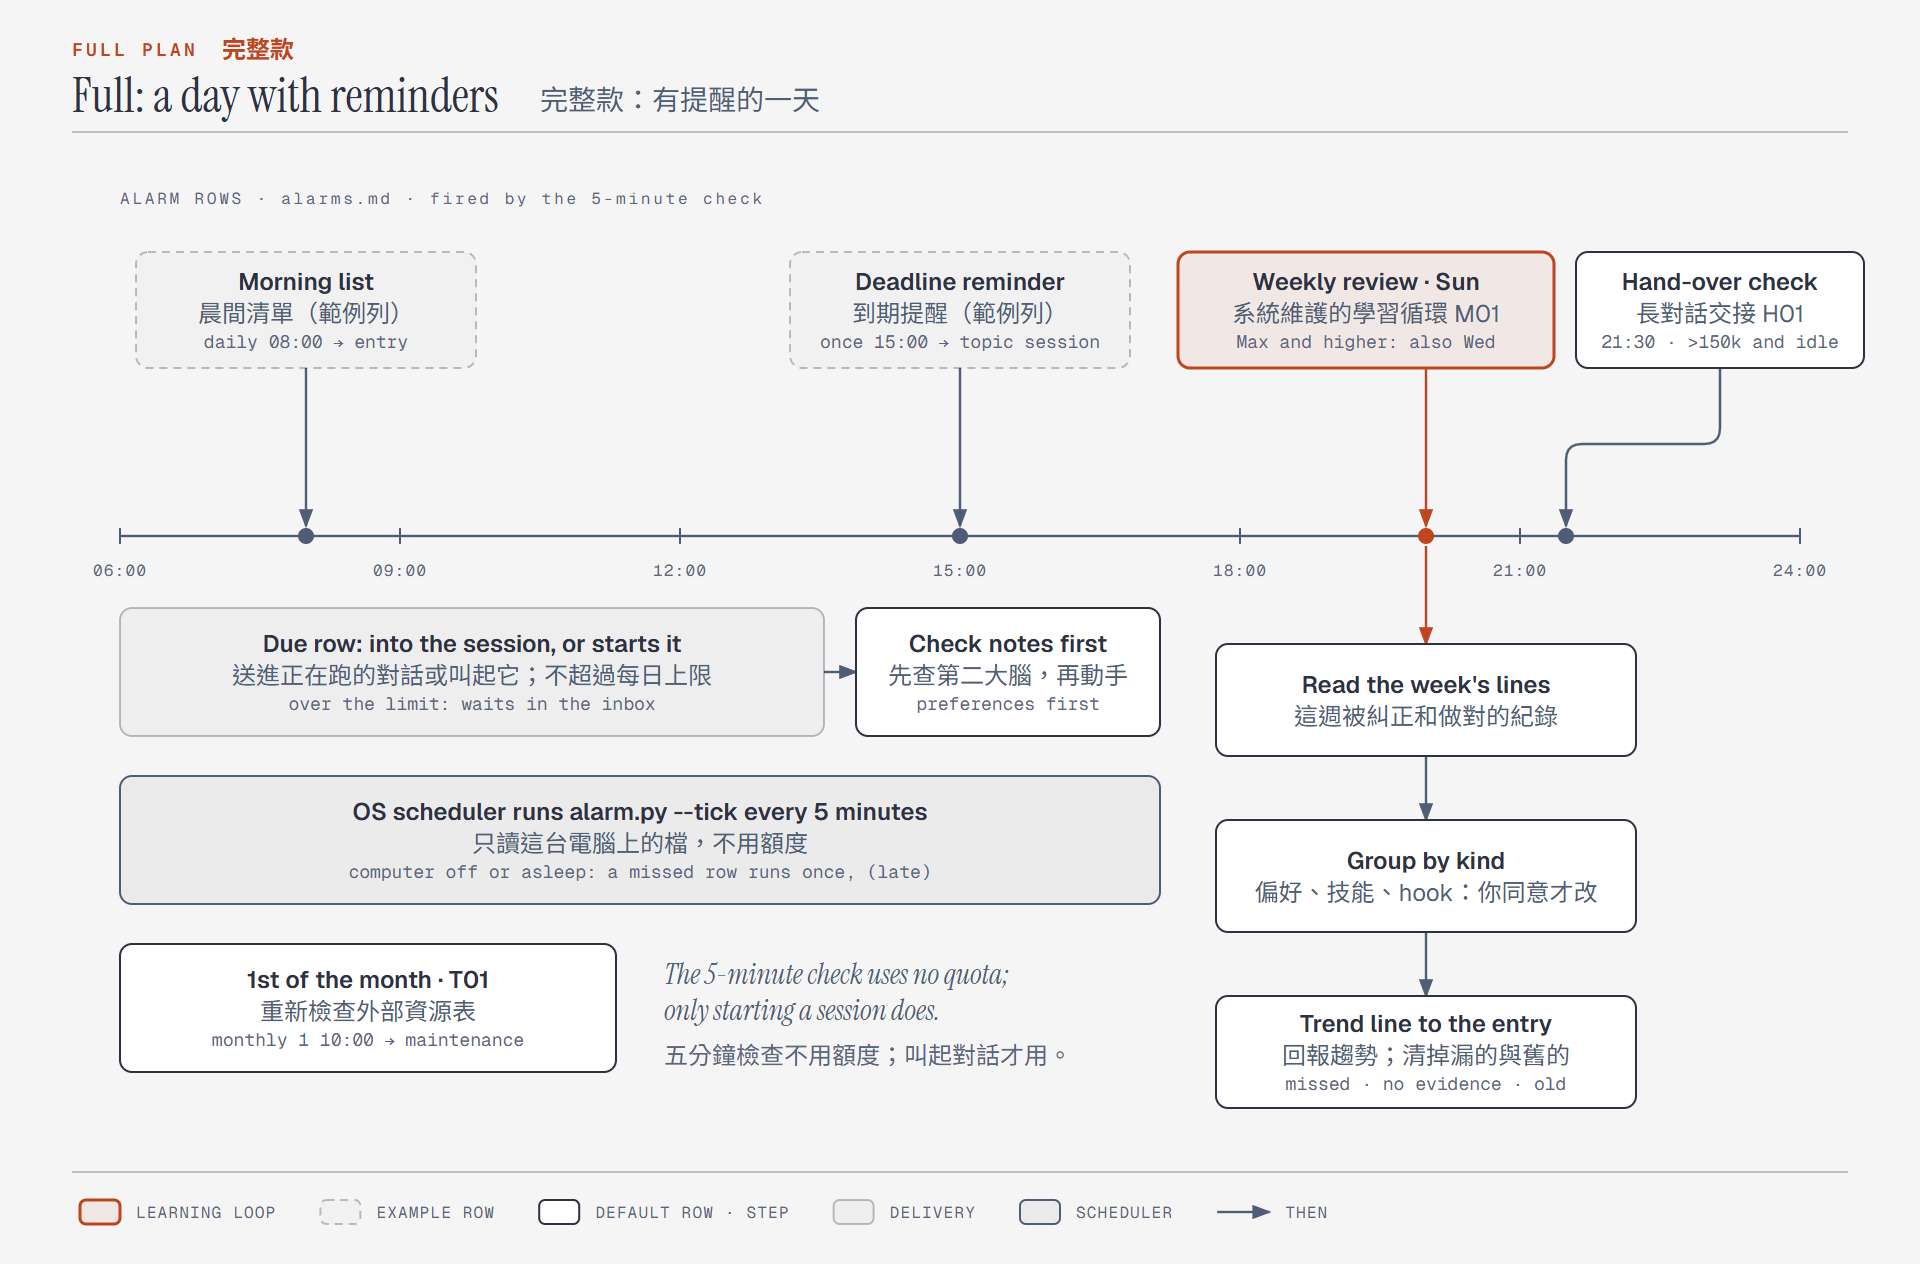 FULL PLAN 完整款
Full: a day with reminders 完整款：有提醒的一天
ALARM ROWS · alarms.md · fired by the 5-minute check
Morning list
晨間清單（範例列）
daily 08:00 → entry
Deadline reminder
到期提醒（範例列）
once 15:00 → topic session
Weekly review · Sun
系統維護的學習循環 M01
Max and higher: also Wed
Hand-over check
長對話交接 H01
21:30 · >150k and idle
06:00 09:00 12:00 15:00 18:00 21:00 24:00
Due row: into the session, or starts it
送進正在跑的對話或叫起它；不超過每日上限
over the limit: waits in the inbox
Check notes first
先查第二大腦，再動手
preferences first
Read the week's lines
這週被糾正和做對的紀錄
OS scheduler runs alarm.py --tick every 5 minutes
只讀這台電腦上的檔，不用額度
computer off or asleep: a missed row runs once, (late)
Group by kind
偏好、技能、hook：你同意才改
1st of the month · T01
重新檢查外部資源表
monthly 1 10:00 → maintenance
The 5-minute check uses no quota;
only starting a session does.
五分鐘檢查不用額度；叫起對話才用。
Trend line to the entry
回報趨勢；清掉漏的與舊的
missed · no evidence · old
LEARNING LOOP EXAMPLE ROW DEFAULT ROW · STEP DELIVERY SCHEDULER THEN